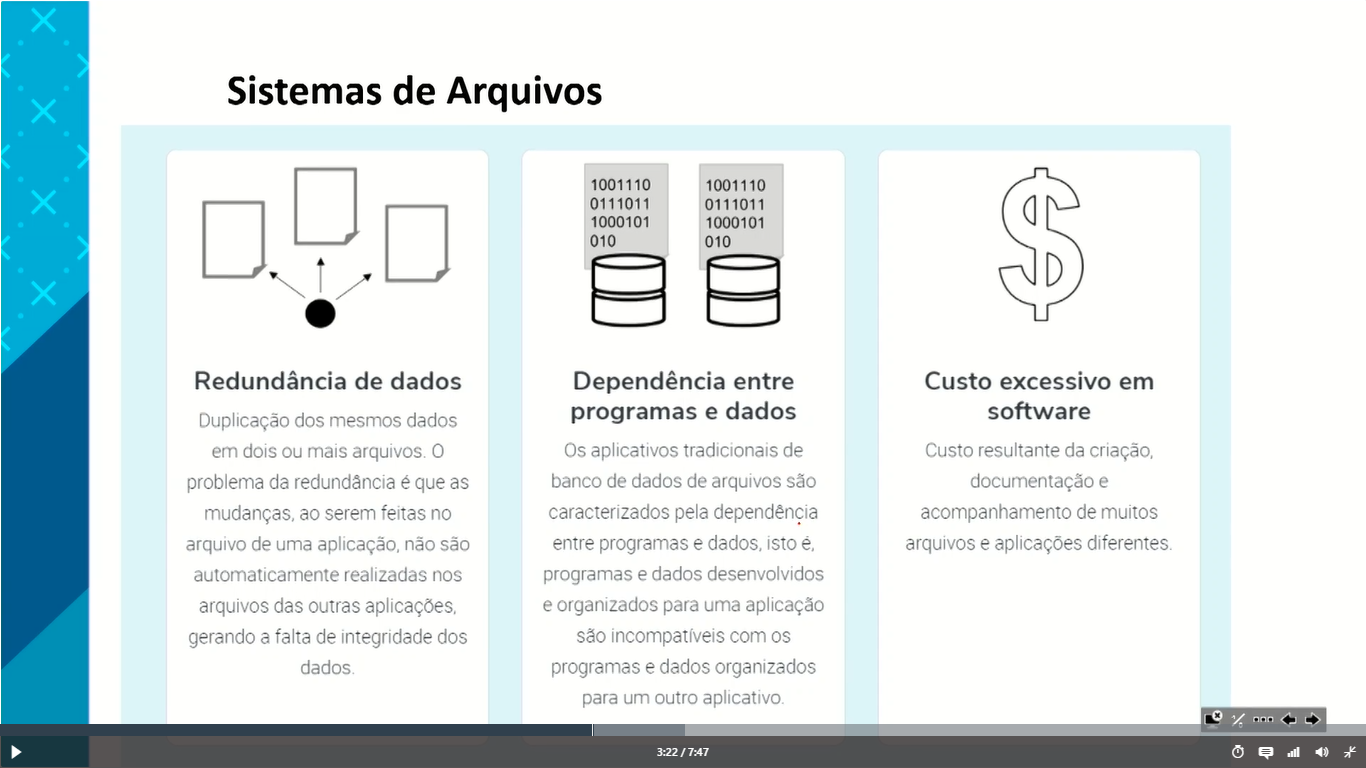 Sistemas de Arquivos
1001110
0111011
1000101
010
1001110
0111011
1000101
010
Redundância de dados
Duplicação dos mesmos dados
em dois ou mais arquivos. O
problema da redundância é que as
mudanças, ao serem feitas no
arquivo de uma aplicação, não são
automaticamente realizadas nos
arquivos das outras aplicações,
gerando a falta de integridade dos
dados.
Dependência entre
programas e dados
Os aplicativos tradicionais de
banco de dados de arquivos são
caracterizados pela dependência
entre programas e dados, isto é,
programas e dados desenvolvidos
e organizados para uma aplicação
são incompatíveis com os
programas e dados organizados
para um outro aplicativo.
Custo excessivo em
software
Custo resultante da criação,
documentação e
acompanhamento de muitos
arquivos e aplicações diferentes.
3:22 / 7:47